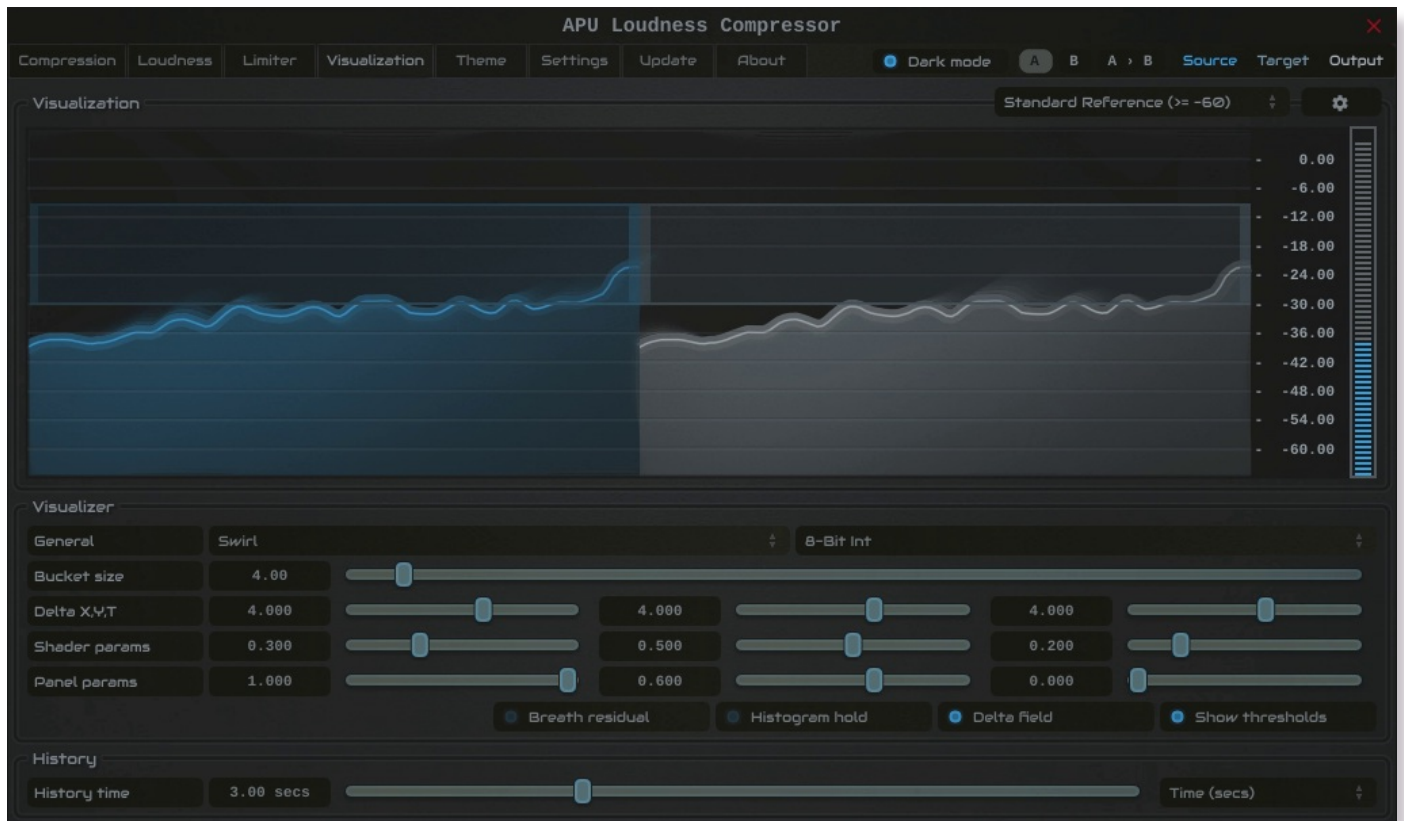 APU Loudness Compressor
Compression Loudness Limiter Visualization Theme Settings Update About Dark mode A B A › B Source Target Output
Visualization Standard Reference (>= -60)
- 0.00
- -6.00
- -12.00
- -18.00
- -24.00
- -30.00
- -36.00
- -42.00
- -48.00
- -54.00
- -60.00
Visualizer
General Swirl 8-Bit Int
Bucket size 4.00
Delta X,Y,T 4.000 4.000 4.000
Shader params 0.300 0.500 0.200
Panel params 1.000 0.600 0.000
Breath residual Histogram hold Delta field Show thresholds
History
History time 3.00 secs Time (secs)